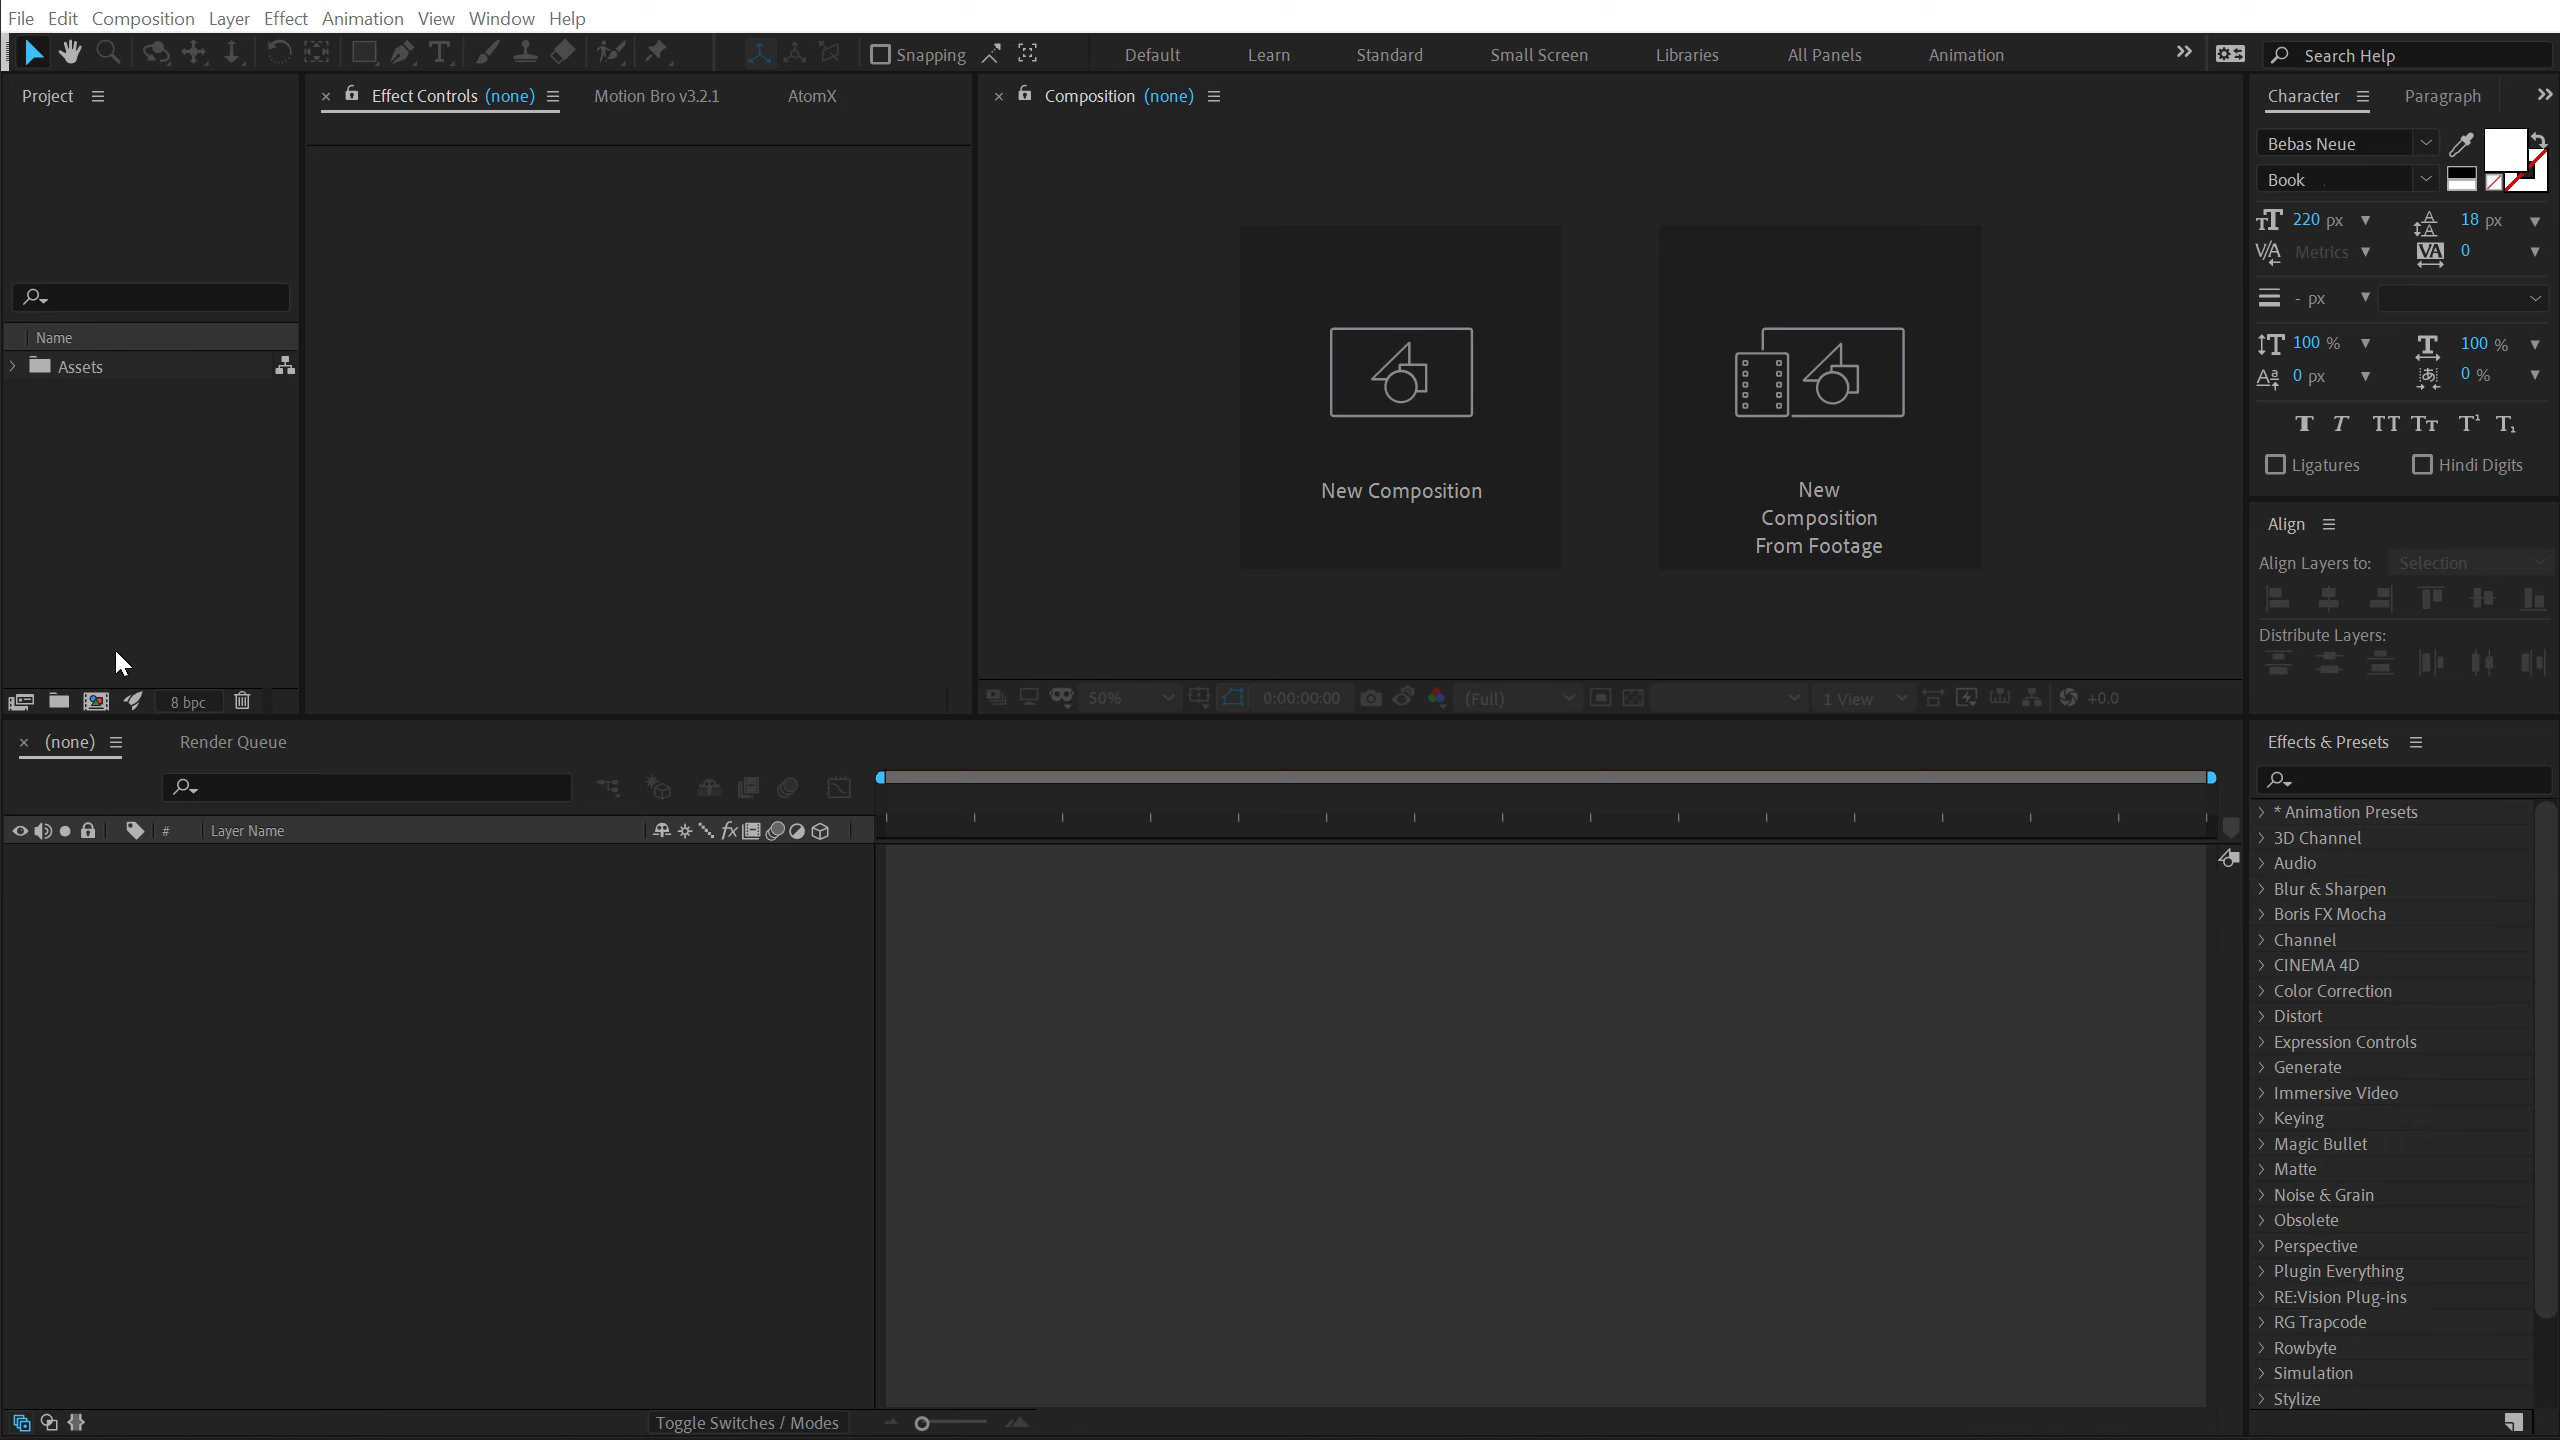 File Edit Composition Layer Effect Animation View Window Help
Snapping Default Learn Standard Small Screen Libraries All Panels Animation Search Help
Project
Effect Controls (none) Motion Bro v3.2.1 AtomX
Composition (none)
Character Paragraph
Bebas Neue
Book
220 px 18 px
Metrics 0
- px
100 % 100 %
0 px 0 %
Ligatures Hindi Digits
Name
Assets
New Composition
New
Composition
From Footage
Align
Align Layers to: Selection
Distribute Layers:
8 bpc
50% 0:00:00:00 (Full) 1 View +0.0
(none) Render Queue
# Layer Name
Effects & Presets
* Animation Presets
3D Channel
Audio
Blur & Sharpen
Boris FX Mocha
Channel
CINEMA 4D
Color Correction
Distort
Expression Controls
Generate
Immersive Video
Keying
Magic Bullet
Matte
Noise & Grain
Obsolete
Perspective
Plugin Everything
RE:Vision Plug-ins
RG Trapcode
Rowbyte
Simulation
Stylize
Toggle Switches / Modes